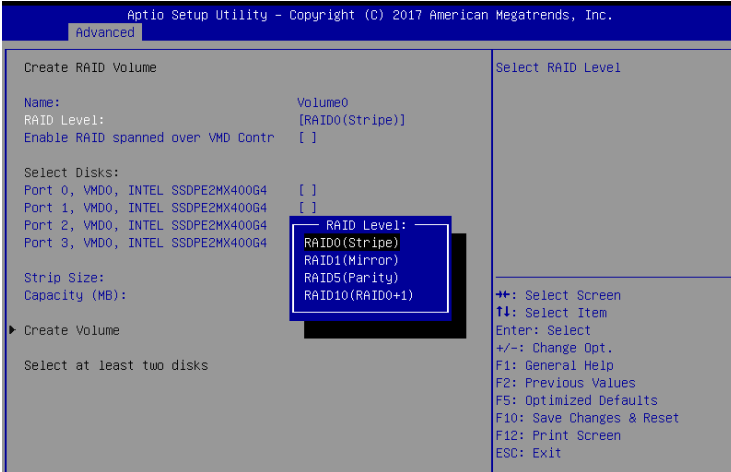 Aptio Setup Utility – Copyright (C) 2017 American Megatrends, Inc.
Advanced
Create RAID Volume
Select RAID Level
Name: Volume0
RAID Level: [RAID0(Stripe)]
Enable RAID spanned over VMD Contr [ ]
Select Disks:
Port 0, VMD0, INTEL SSDPE2MX400G4 [ ]
Port 1, VMD0, INTEL SSDPE2MX400G4 [ ]
Port 2, VMD0, INTEL SSDPE2MX400G4
Port 3, VMD0, INTEL SSDPE2MX400G4
RAID Level:
RAID0(Stripe)
RAID1(Mirror)
RAID5(Parity)
RAID10(RAID0+1)
Strip Size:
Capacity (MB):
▶ Create Volume
Select at least two disks
→←: Select Screen
↑↓: Select Item
Enter: Select
+/-: Change Opt.
F1: General Help
F2: Previous Values
F5: Optimized Defaults
F10: Save Changes & Reset
F12: Print Screen
ESC: Exit